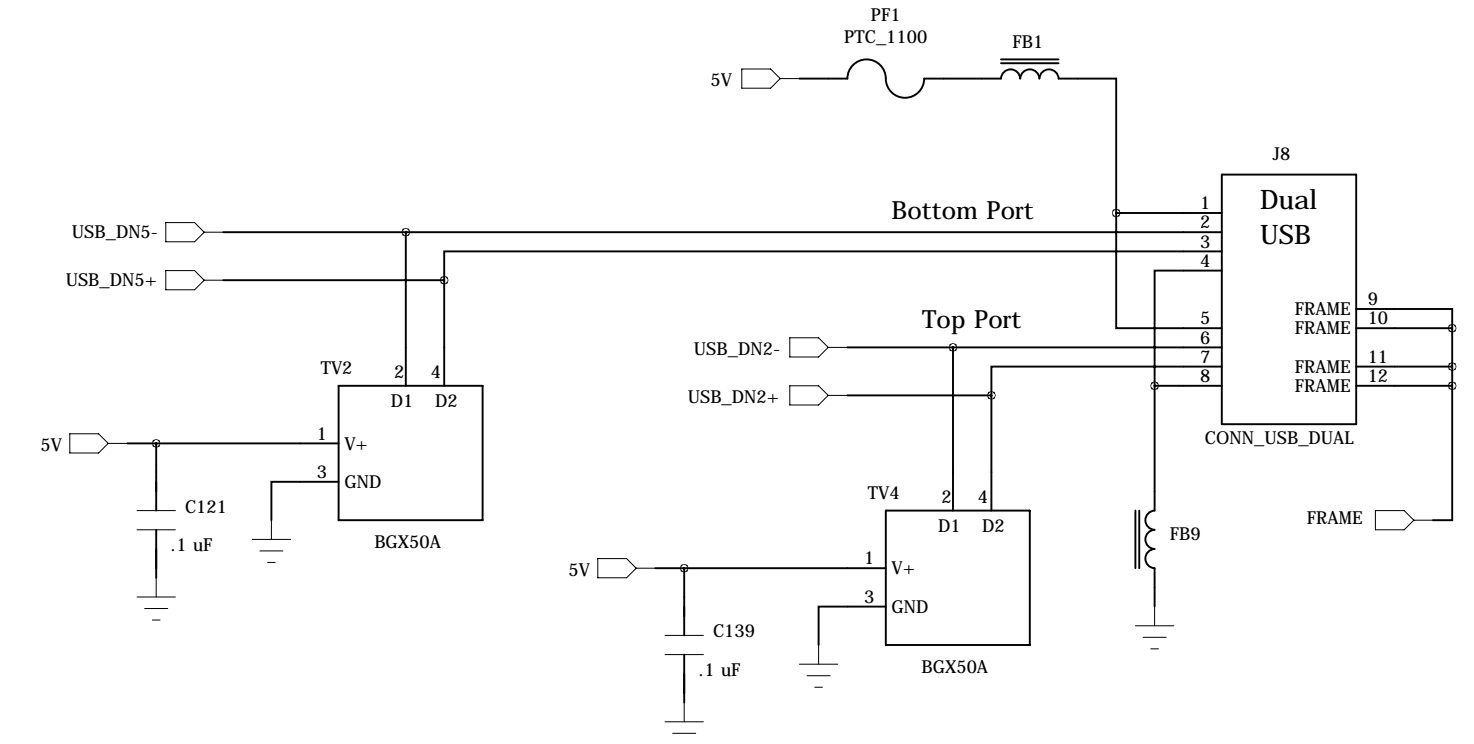 PF1
PTC_1100
FB1
5V
J8
Dual
USB
Bottom Port
1
2
3
4
USB_DN5-
USB_DN5+
Top Port
5
6
7
8
FRAME 9
FRAME 10
FRAME 11
FRAME 12
CONN_USB_DUAL
USB_DN2-
USB_DN2+
TV2
2 4
D1 D2
5V
1 V+
3 GND
C121
.1 uF
BGX50A
TV4
2 4
D1 D2
5V
1 V+
3 GND
C139
.1 uF
BGX50A
FRAME
FB9